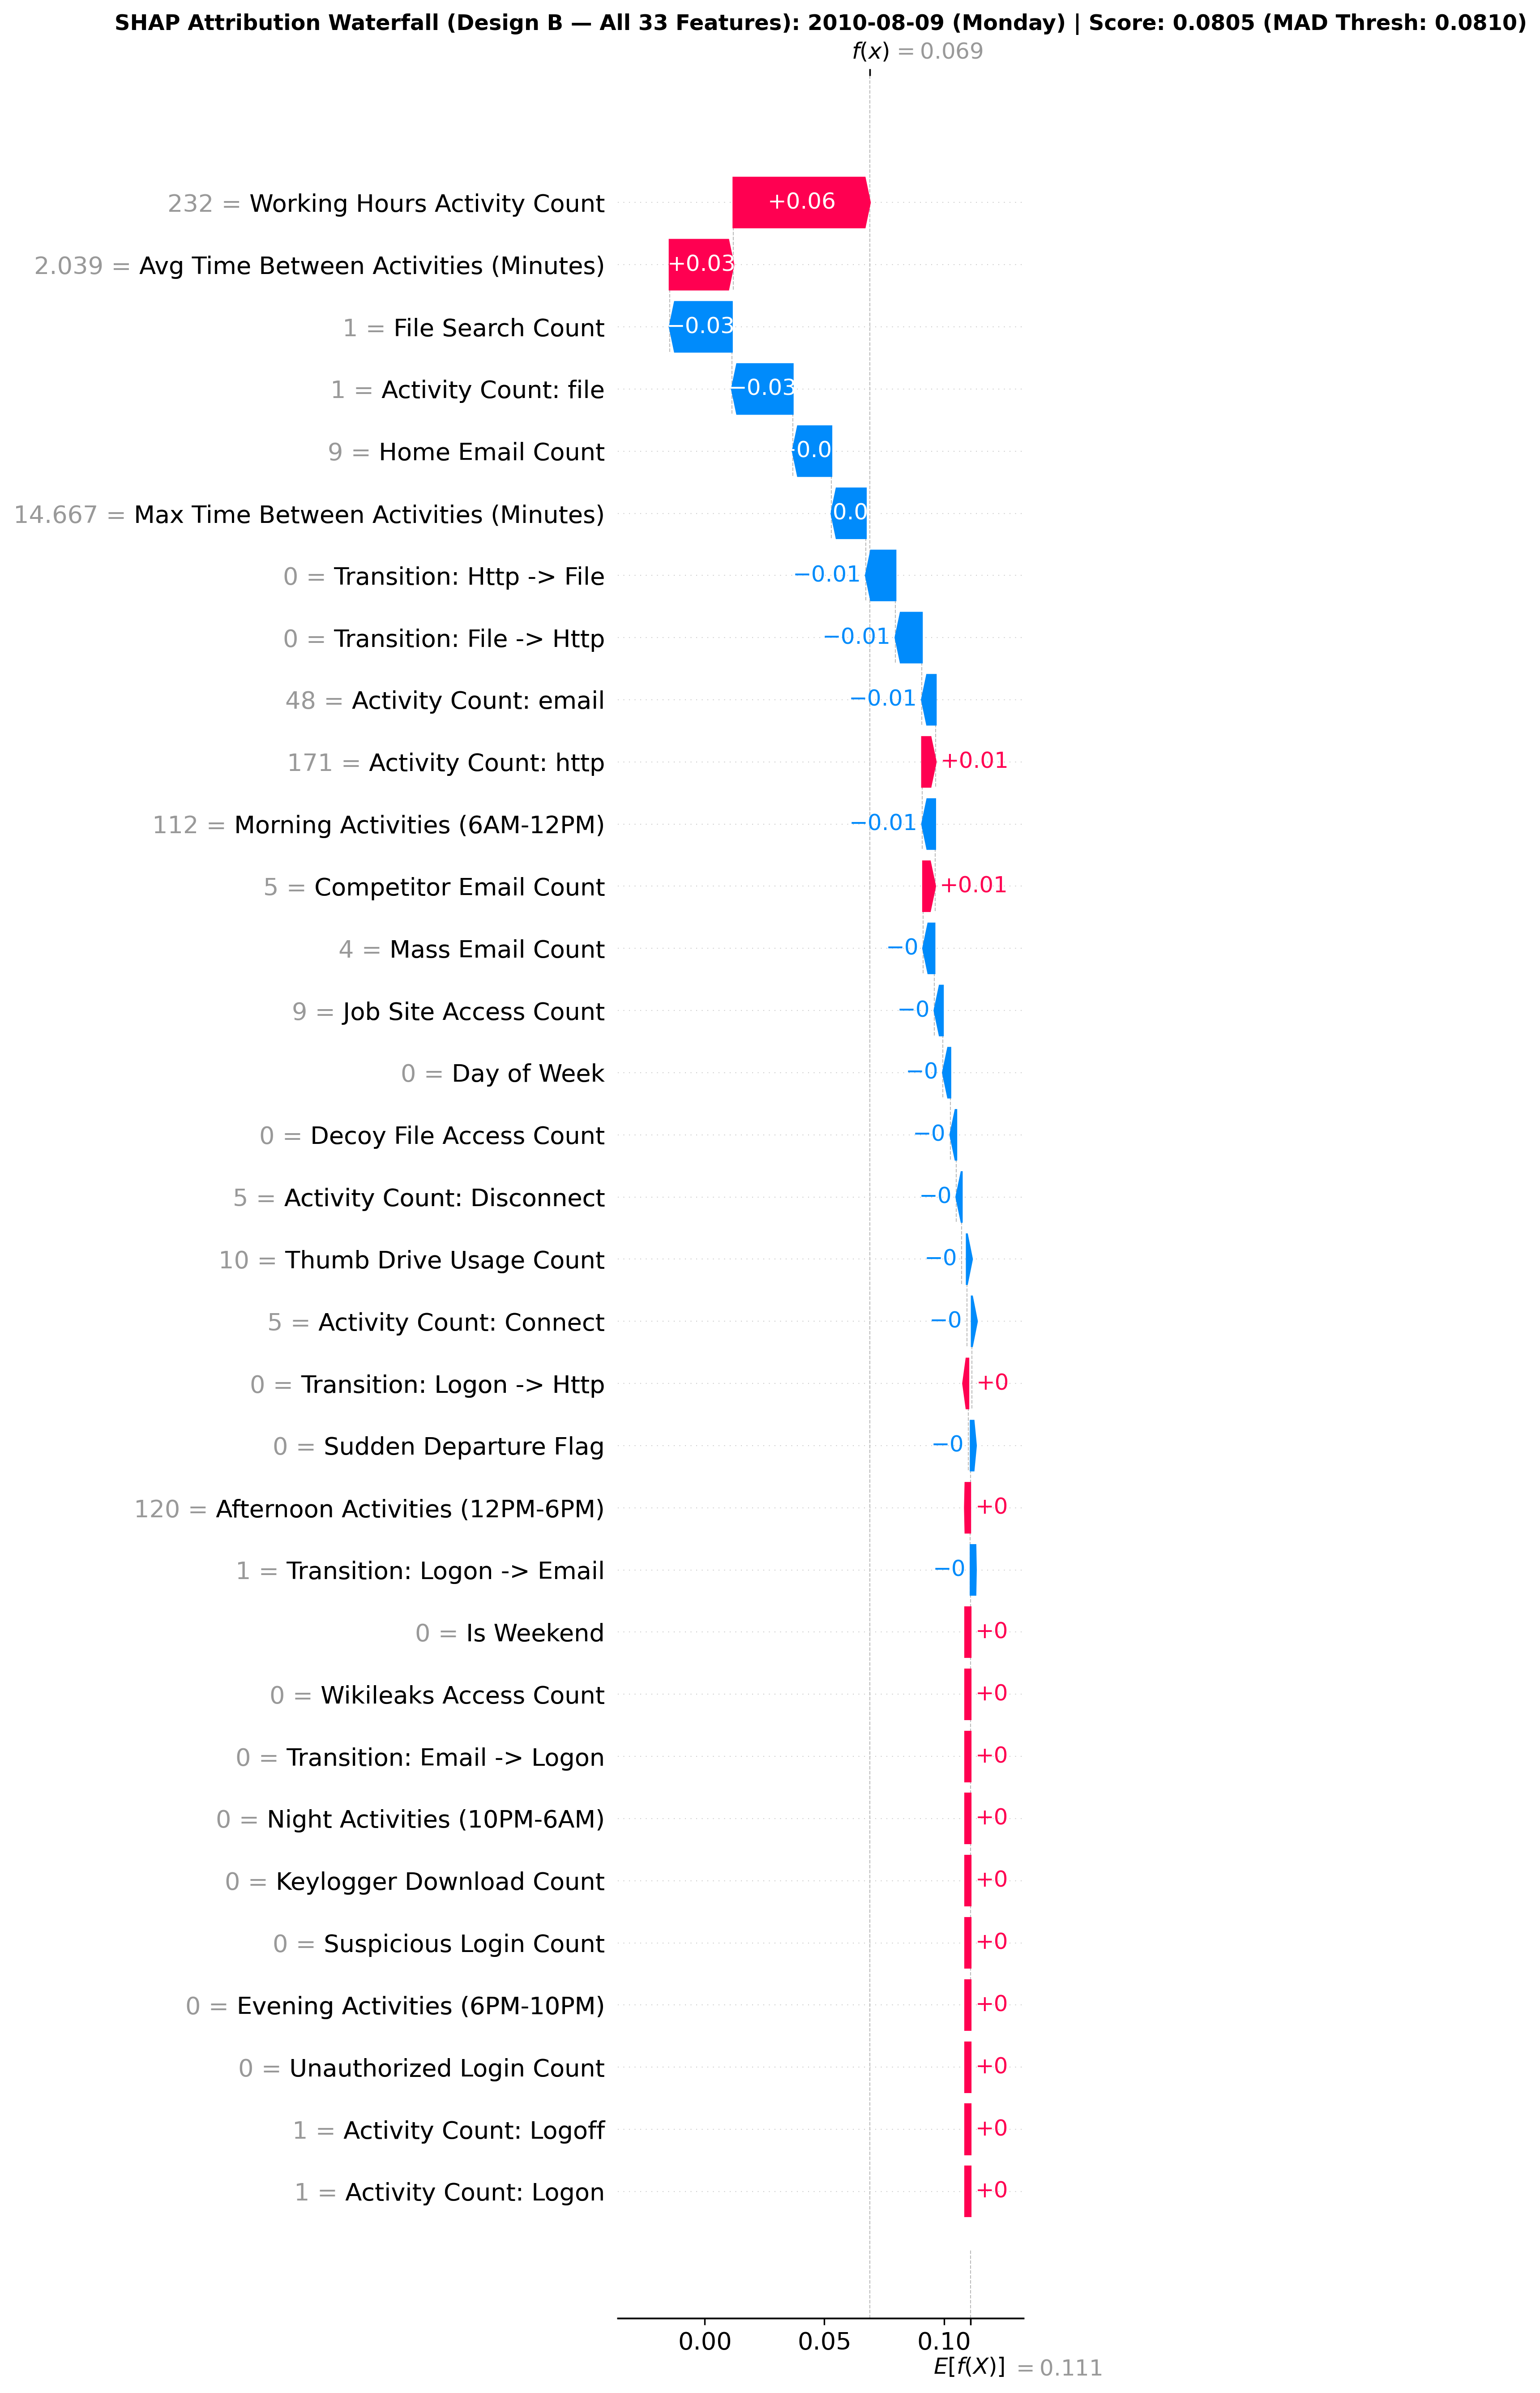 SHAP Attribution Waterfall (Design B — All 33 Features): 2010-08-09 (Monday) | Score: 0.0805 (MAD Thresh: 0.0810)
f(x) = 0.069
232 = Working Hours Activity Count +0.06
2.039 = Avg Time Between Activities (Minutes) +0.03
1 = File Search Count −0.03
1 = Activity Count: file −0.03
9 = Home Email Count
14.667 = Max Time Between Activities (Minutes)
0 = Transition: Http -> File −0.01
0 = Transition: File -> Http −0.01
48 = Activity Count: email −0.01
171 = Activity Count: http +0.01
112 = Morning Activities (6AM-12PM) −0.01
5 = Competitor Email Count +0.01
4 = Mass Email Count −0
9 = Job Site Access Count −0
0 = Day of Week −0
0 = Decoy File Access Count −0
5 = Activity Count: Disconnect −0
10 = Thumb Drive Usage Count −0
5 = Activity Count: Connect −0
0 = Transition: Logon -> Http +0
0 = Sudden Departure Flag −0
120 = Afternoon Activities (12PM-6PM) +0
1 = Transition: Logon -> Email −0
0 = Is Weekend +0
0 = Wikileaks Access Count +0
0 = Transition: Email -> Logon +0
0 = Night Activities (10PM-6AM) +0
0 = Keylogger Download Count +0
0 = Suspicious Login Count +0
0 = Evening Activities (6PM-10PM) +0
0 = Unauthorized Login Count +0
1 = Activity Count: Logoff +0
1 = Activity Count: Logon +0
0.00 0.05 0.10
E[f(X)] = 0.111